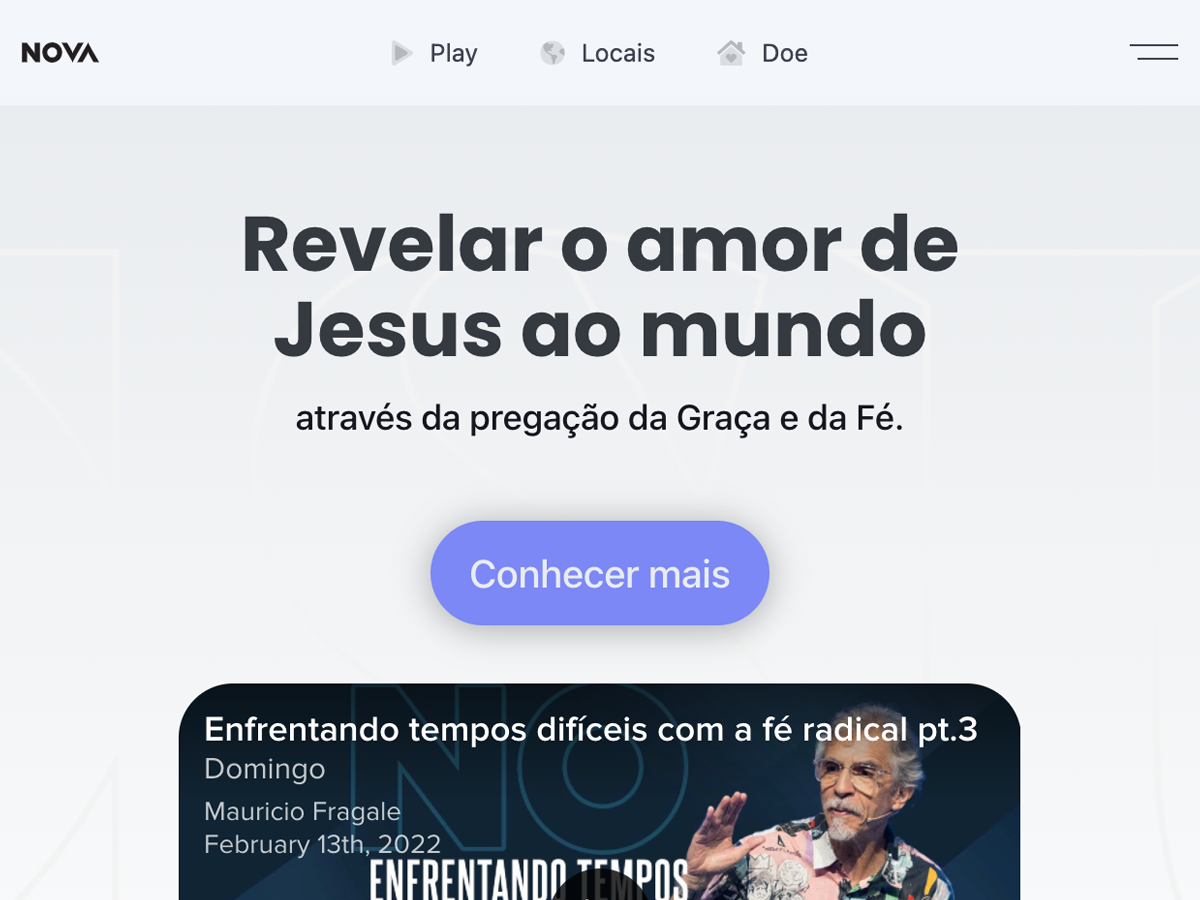 NOVA
Play
Locais
Doe
Revelar o amor de
Jesus ao mundo
através da pregação da Graça e da Fé.
Conhecer mais
Enfrentando tempos difíceis com a fé radical pt.3
Domingo
Mauricio Fragale
February 13th, 2022
NO
ENFRENTANDO TEMPOS